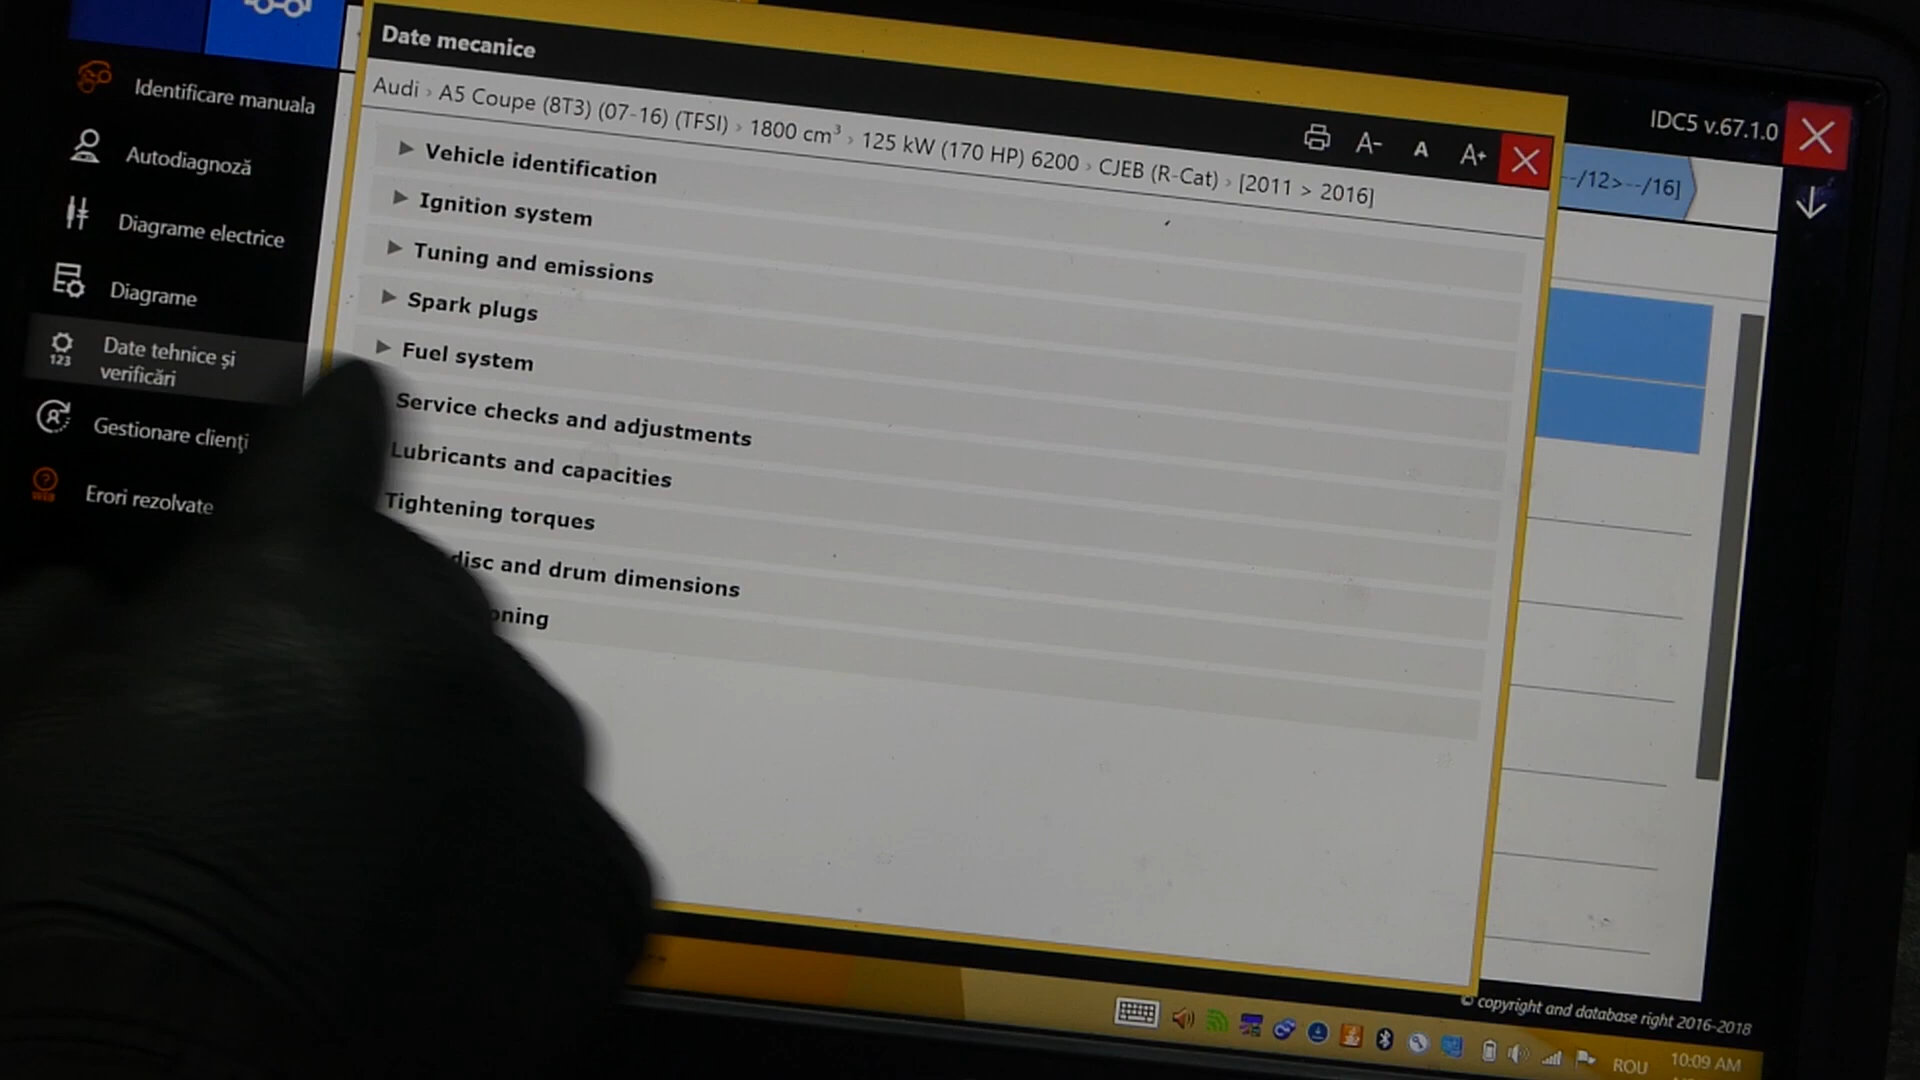 Date mecanice
Audi › A5 Coupe (8T3) (07-16) (TFSI) › 1800 cm³ › 125 kW (170 HP) 6200 › CJEB (R-Cat) › [2011 > 2016]
A- A A+
IDC5 v.67.1.0
--/12>--/16]
Identificare manuala
Autodiagnoză
Diagrame electrice
Diagrame
123
Date tehnice și
verificări
Gestionare clienți
WEB
Erori rezolvate
Vehicle identification
Ignition system
Tuning and emissions
Spark plugs
Fuel system
Service checks and adjustments
Lubricants and capacities
Tightening torques
disc and drum dimensions
© copyright and database right 2016-2018
ROU
10:09 AM